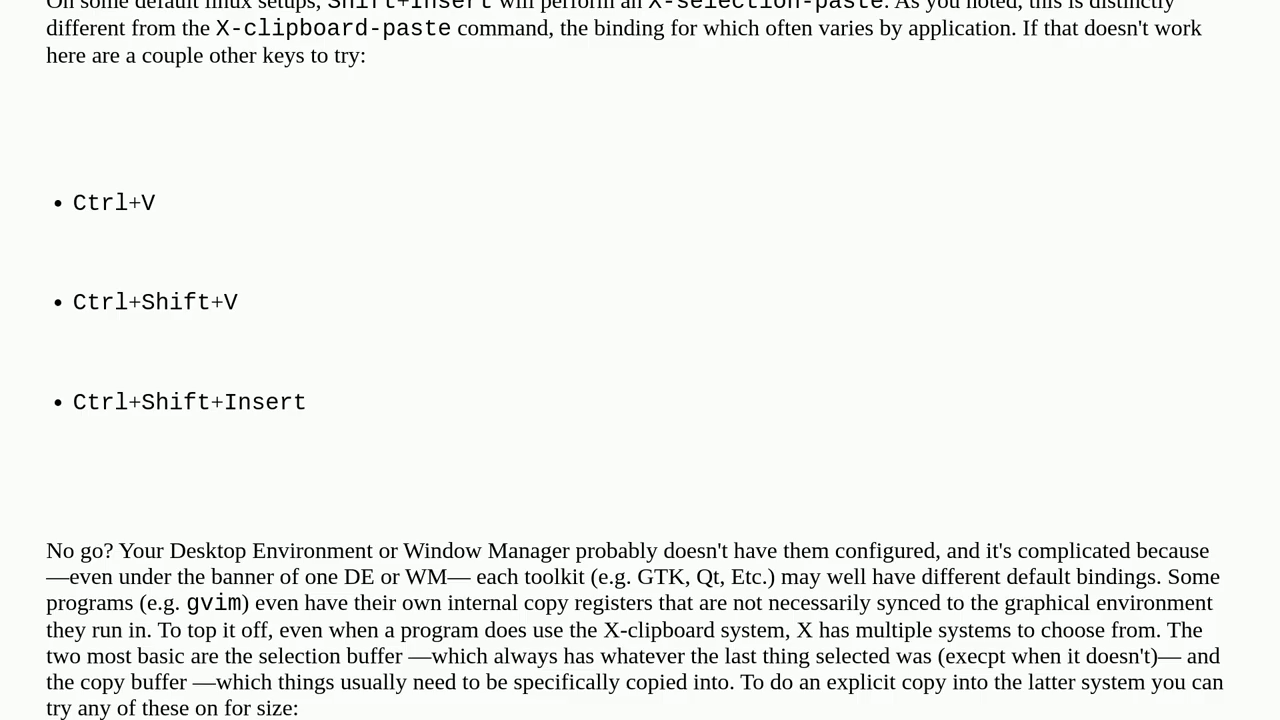 On some default linux setups, Shift+Insert will perform an X-selection-paste. As you noted, this is distinctly
different from the X-clipboard-paste command, the binding for which often varies by application. If that doesn't work
here are a couple other keys to try:
• Ctrl+V
• Ctrl+Shift+V
• Ctrl+Shift+Insert
No go? Your Desktop Environment or Window Manager probably doesn't have them configured, and it's complicated because
—even under the banner of one DE or WM— each toolkit (e.g. GTK, Qt, Etc.) may well have different default bindings. Some
programs (e.g. gvim) even have their own internal copy registers that are not necessarily synced to the graphical environment
they run in. To top it off, even when a program does use the X-clipboard system, X has multiple systems to choose from. The
two most basic are the selection buffer —which always has whatever the last thing selected was (execpt when it doesn't)— and
the copy buffer —which things usually need to be specifically copied into. To do an explicit copy into the latter system you can
try any of these on for size: